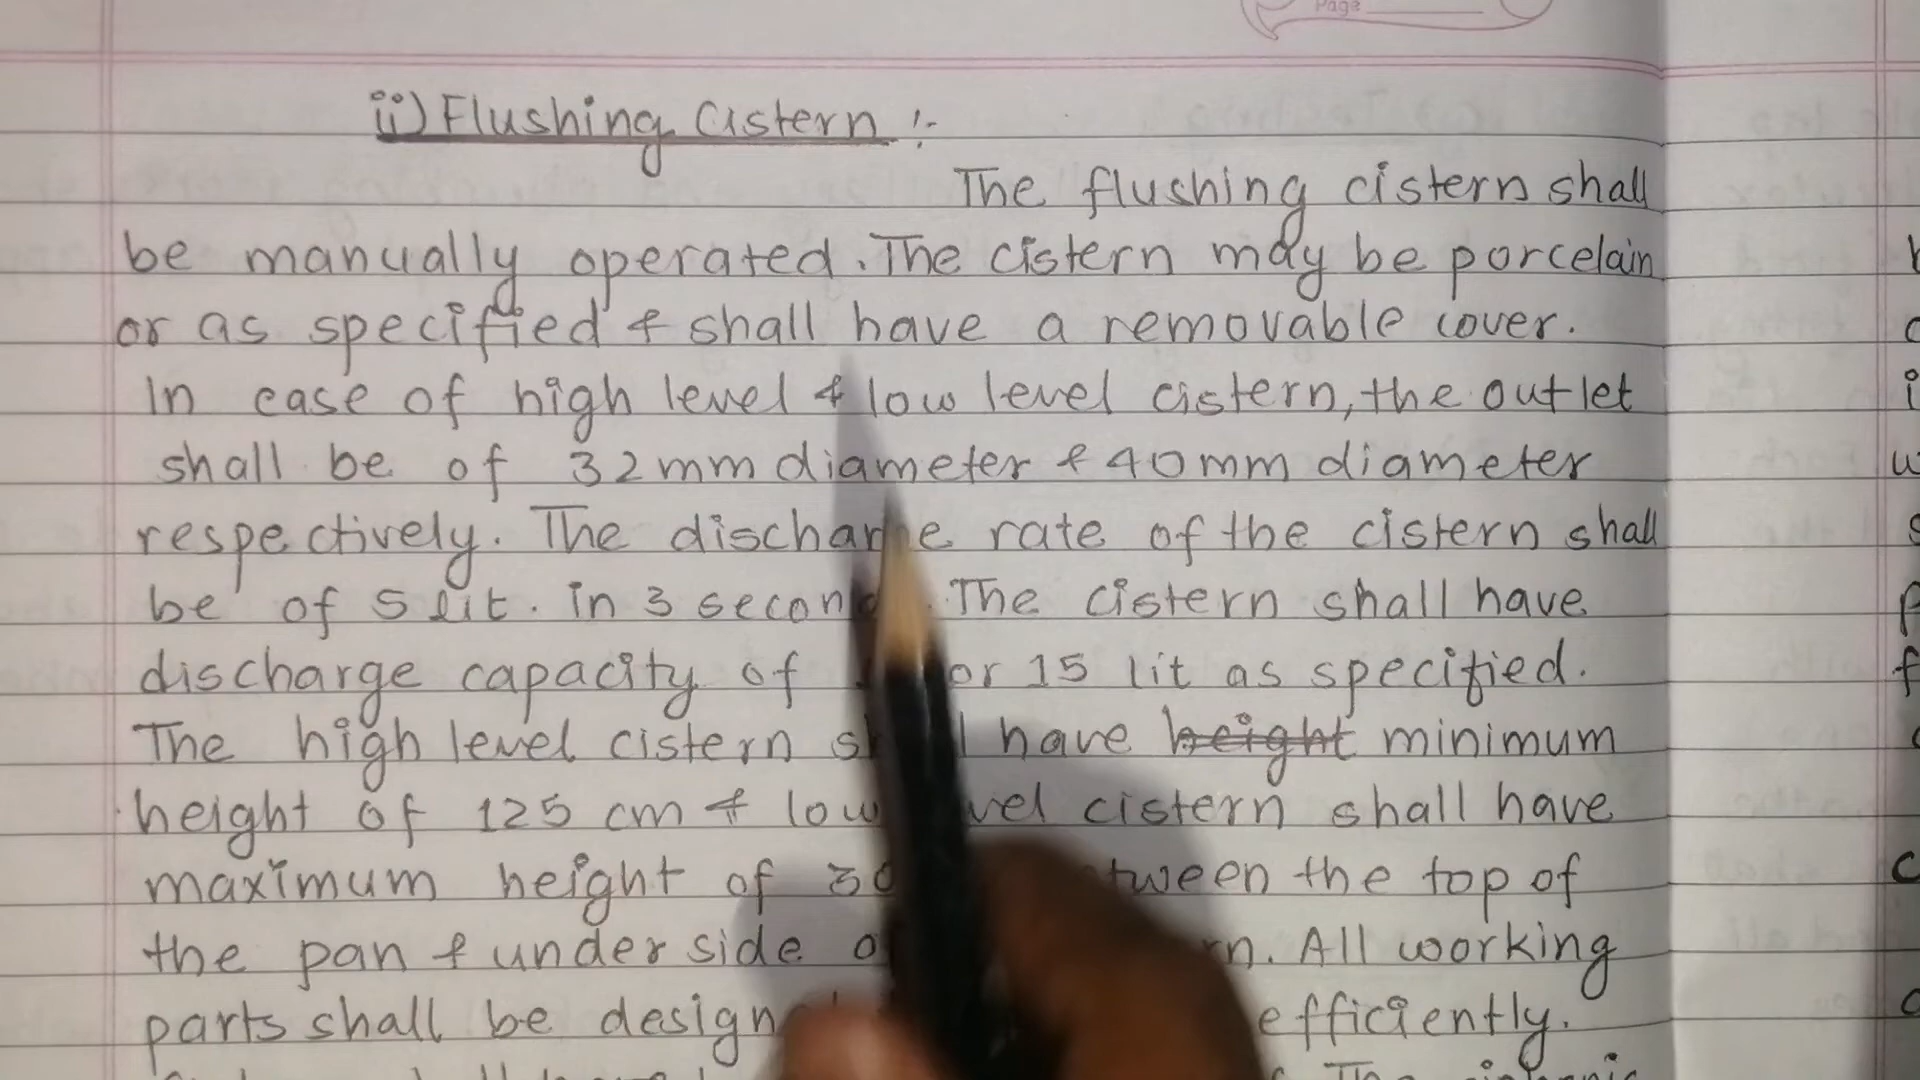 Page
ii) Flushing Cistern :-
The flushing cistern shall
be manually operated. The cistern may be porcelain
or as specified & shall have a removable cover.
In case of high level & low level cistern, the outlet
shall be of 32mm diameter & 40mm diameter
respectively. The discharge rate of the cistern shall
be of 5 lit. in 3 second. The cistern shall have
discharge capacity of or 15 lit as specified.
The high level cistern shall have height minimum
height of 125 cm & low level cistern shall have
maximum height of between the top of
the pan & under side All working
parts shall be efficiently.
The